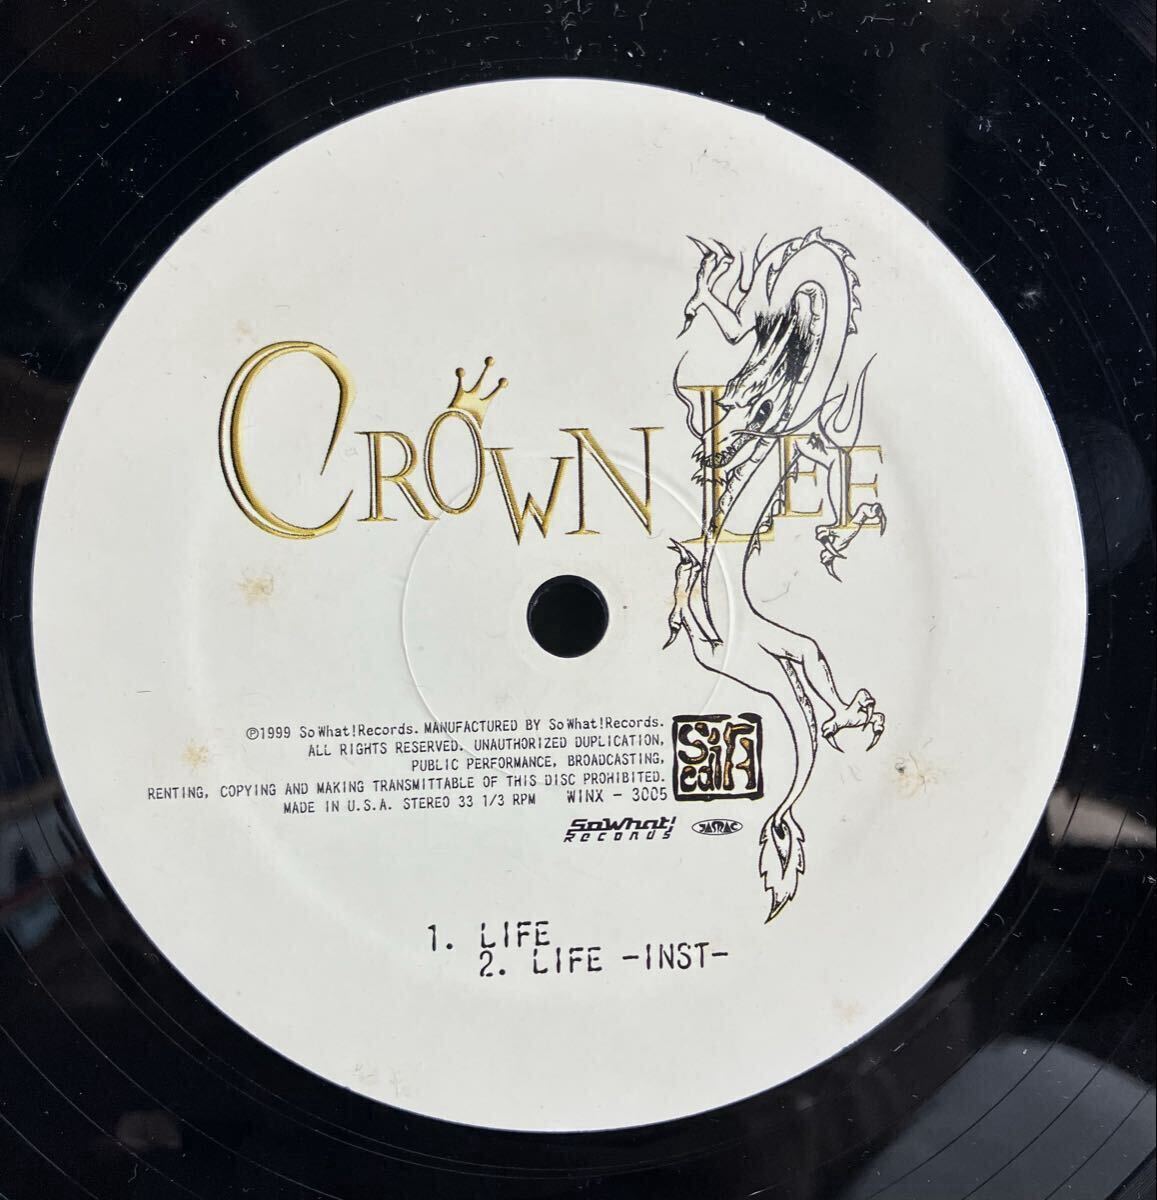 CROWN LEE
℗1999 So What!Records. MANUFACTURED BY So What!Records.
ALL RIGHTS RESERVED. UNAUTHORIZED DUPLICATION,
PUBLIC PERFORMANCE, BROADCASTING,
RENTING, COPYING AND MAKING TRANSMITTABLE OF THIS DISC PROHIBITED.
MADE IN U.S.A. STEREO 33 1/3 RPM WINX - 3005
SoWhat!
RECORDS
JASRAC
1. LIFE
2. LIFE -INST-